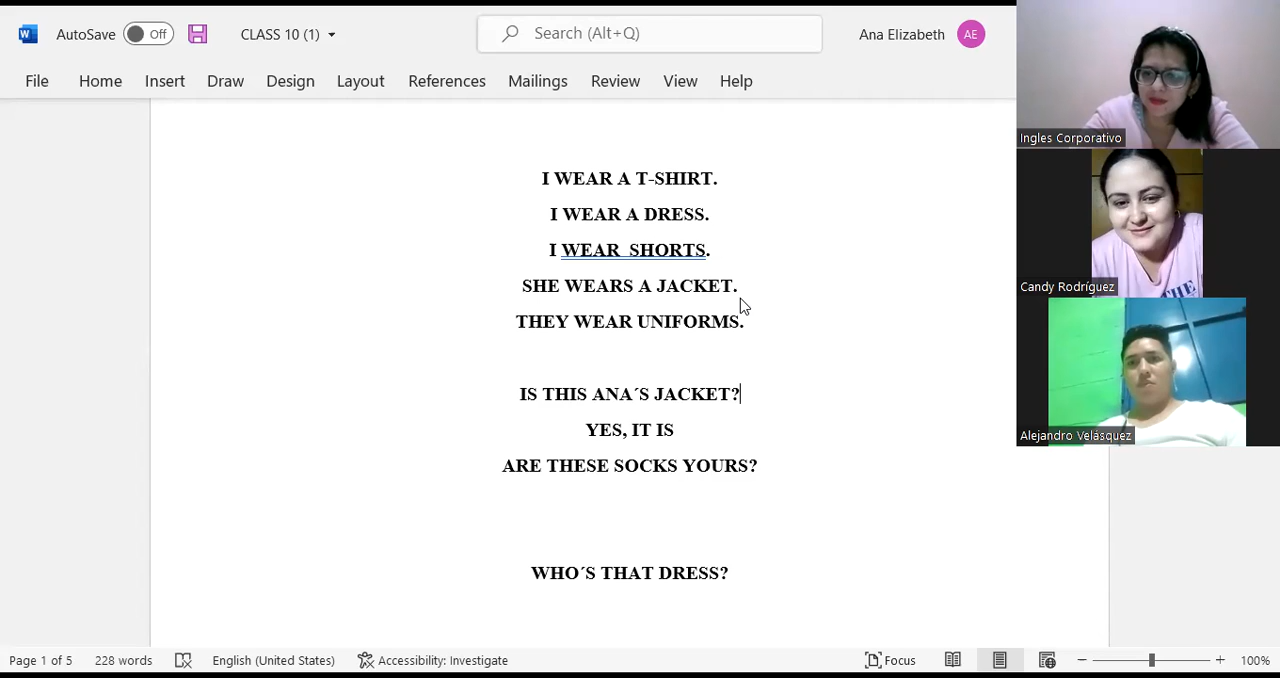 AutoSave Off CLASS 10 (1) Search (Alt+Q) Ana Elizabeth AE
File Home Insert Draw Design Layout References Mailings Review View Help
I WEAR A T-SHIRT.
I WEAR A DRESS.
I WEAR  SHORTS.
SHE WEARS A JACKET.
THEY WEAR UNIFORMS.
IS THIS ANA´S JACKET?
YES, IT IS
ARE THESE SOCKS YOURS?
WHO´S THAT DRESS?
Page 1 of 5 228 words English (United States) Accessibility: Investigate Focus 100%
Ingles Corporativo
THE
Candy Rodríguez
Alejandro Velásquez